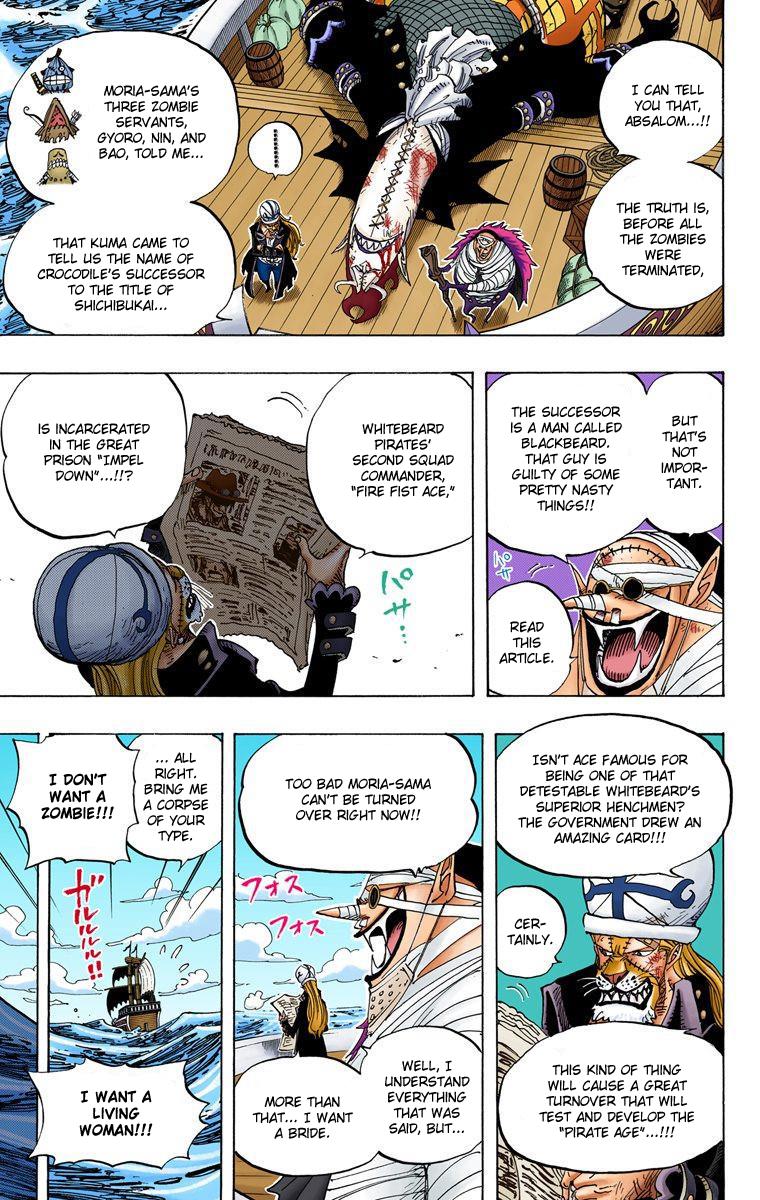 I CAN TELL
YOU THAT,
ABSALOM...!!
THE TRUTH IS,
BEFORE ALL
THE ZOMBIES
WERE
TERMINATED,
MORIA-SAMA'S
THREE ZOMBIE
SERVANTS,
GYORO, NIN, AND
BAO, TOLD ME...
THAT KUMA CAME TO
TELL US THE NAME OF
CROCODILE'S SUCCESSOR
TO THE TITLE OF
SHICHIBUKAI...
BUT
THAT'S
NOT
IMPOR-
TANT.
THE SUCCESSOR
IS A MAN CALLED
BLACKBEARD.
THAT GUY IS
GUILTY OF SOME
PRETTY NASTY
THINGS!!
READ
THIS
ARTICLE.
パサ
WHITEBEARD
PIRATES'
SECOND SQUAD
COMMANDER,
"FIRE FIST ACE,"
IS INCARCERATED
IN THE GREAT
PRISON "IMPEL
DOWN"...!!?
パサ...
ISN'T ACE FAMOUS FOR
BEING ONE OF THAT
DETESTABLE WHITEBEARD'S
SUPERIOR HENCHMEN?
THE GOVERNMENT DREW AN
AMAZING CARD!!!
CER-
TAINLY.
THIS KIND OF THING
WILL CAUSE A GREAT
TURNOVER THAT WILL
TEST AND DEVELOP THE
"PIRATE AGE"...!!!
TOO BAD MORIA-SAMA
CAN'T BE TURNED
OVER RIGHT NOW!!
フォス
フォス
WELL, I
UNDERSTAND
EVERYTHING
THAT WAS
SAID, BUT...
MORE THAN
THAT... I WANT
A BRIDE.
... ALL
RIGHT.
BRING ME
A CORPSE
OF YOUR
TYPE.
I DON'T
WANT A
ZOMBIE!!!
ガルルルル!!
I WANT A
LIVING
WOMAN!!!